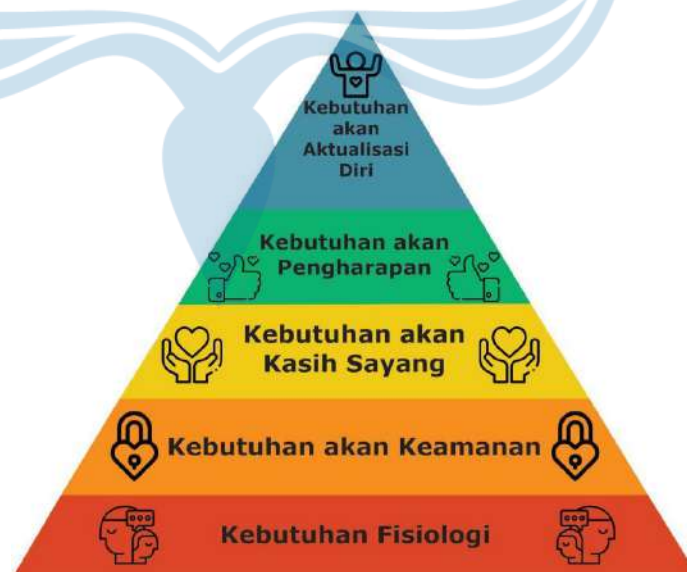 Kebutuhan
akan
Aktualisasi
Diri
Kebutuhan akan
Pengharapan
Kebutuhan akan
Kasih Sayang
Kebutuhan akan Keamanan
Kebutuhan Fisiologi